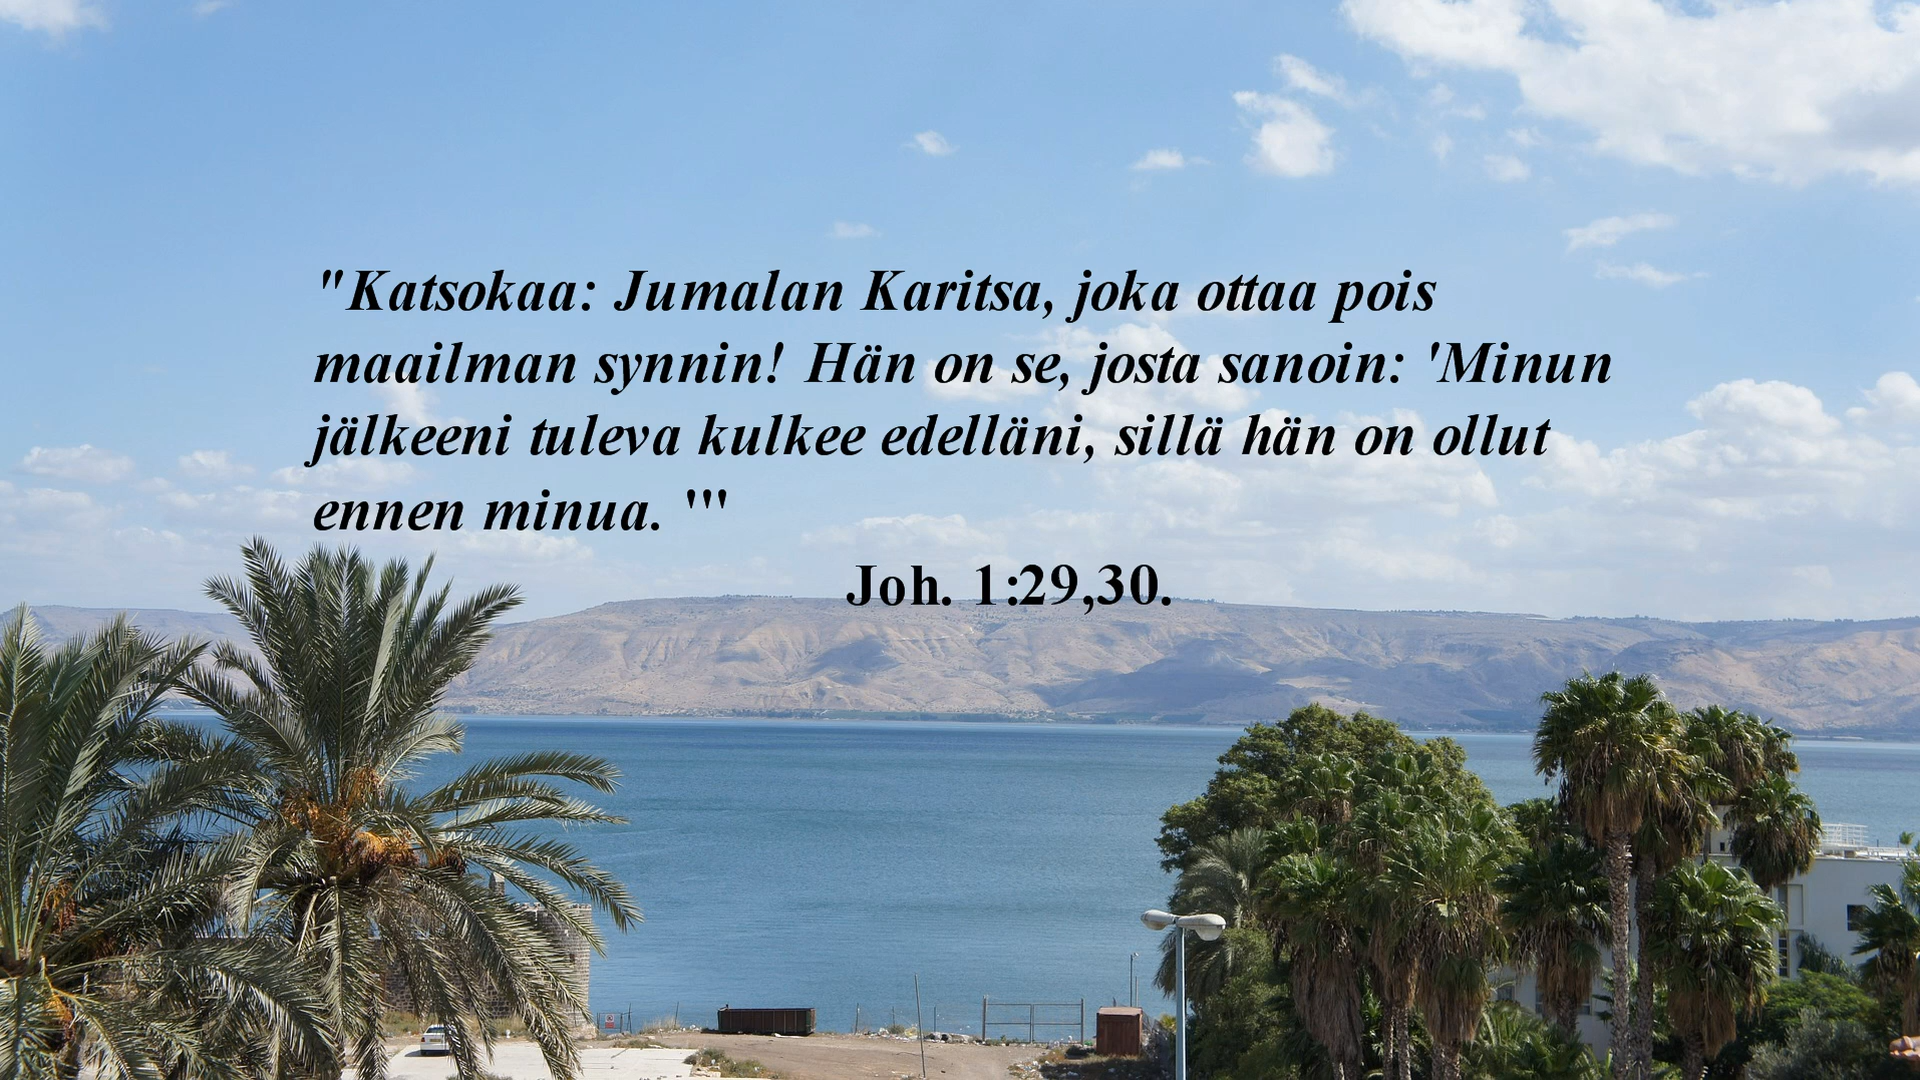 "Katsokaa: Jumalan Karitsa, joka ottaa pois
maailman synnin! Hän on se, josta sanoin: 'Minun
jälkeeni tuleva kulkee edelläni, sillä hän on ollut
ennen minua. '"
Joh. 1:29,30.